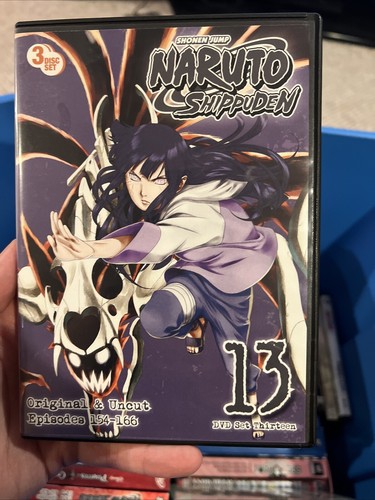 3
DISC
SET
SHONEN JUMP
NARUTO
SHIPPUDEN
Original & Uncut
Episodes 154-166
13
DVD Set Thirteen